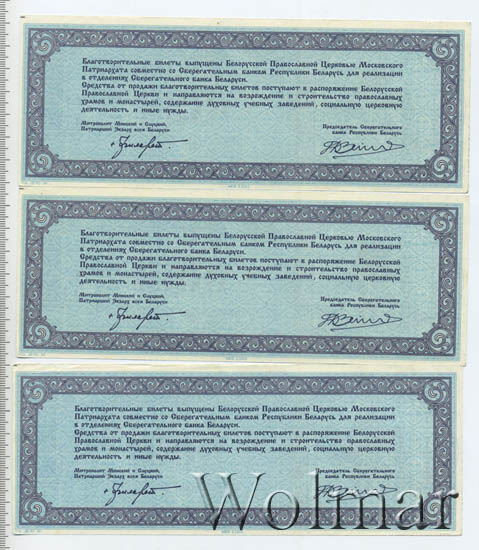 Благотворительные билеты выпущены Белорусской Православной Церковью Московского
Патриархата совместно со Сберегательным банком Республики Беларусь для реализации
в отделениях Сберегательного банка Беларуси.
Средства от продажи благотворительных билетов поступают в распоряжение Белорусской
Православной Церкви и направляются на возрождение и строительство православных
храмов и монастырей, содержание духовных учебных заведений, социальную церковную
деятельность и иные нужды.
Митрополит Минский и Слуцкий,
Патриарший Экзарх всея Беларуси
Председатель Сберегательного
банка Республики Беларусь
+ Филарет.
Благотворительные билеты выпущены Белорусской Православной Церковью Московского
Патриархата совместно со Сберегательным банком Республики Беларусь для реализации
в отделениях Сберегательного банка Беларуси.
Средства от продажи благотворительных билетов поступают в распоряжение Белорусской
Православной Церкви и направляются на возрождение и строительство православных
храмов и монастырей, содержание духовных учебных заведений, социальную церковную
деятельность и иные нужды.
Митрополит Минский и Слуцкий,
Патриарший Экзарх всея Беларуси
Председатель Сберегательного
банка Республики Беларусь
+ Филарет.
Благотворительные билеты выпущены Белорусской Православной Церковью Московского
Патриархата совместно со Сберегательным банком Республики Беларусь для реализации
в отделениях Сберегательного банка Беларуси.
Средства от продажи благотворительных билетов поступают в распоряжение Белорусской
Православной Церкви и направляются на возрождение и строительство православных
храмов и монастырей, содержание духовных учебных заведений, социальную церковную
деятельность и иные нужды.
Митрополит Минский и Слуцкий,
Патриарший Экзарх всея Беларуси
Председатель Сберегательного
банка Республики Беларусь
+ Филарет.
Wolmar